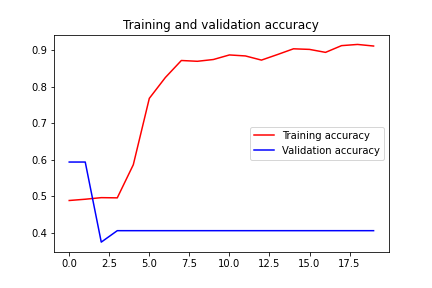 Training and validation accuracy
0.9
0.8
0.7
0.6
0.5
0.4
Training accuracy
Validation accuracy
0.0 2.5 5.0 7.5 10.0 12.5 15.0 17.5